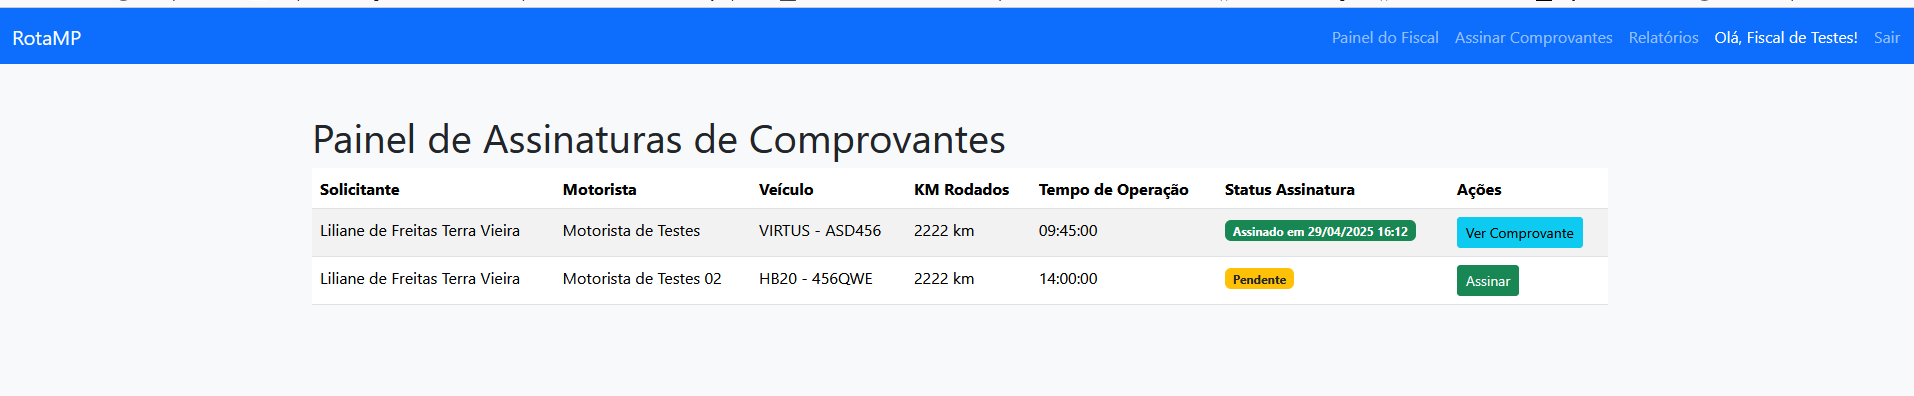 RotaMP Painel do Fiscal Assinar Comprovantes Relatórios Olá, Fiscal de Testes! Sair
Painel de Assinaturas de Comprovantes
Solicitante Motorista Veículo KM Rodados Tempo de Operação Status Assinatura Ações
Liliane de Freitas Terra Vieira Motorista de Testes VIRTUS - ASD456 2222 km 09:45:00 Assinado em 29/04/2025 16:12 Ver Comprovante
Liliane de Freitas Terra Vieira Motorista de Testes 02 HB20 - 456QWE 2222 km 14:00:00 Pendente Assinar